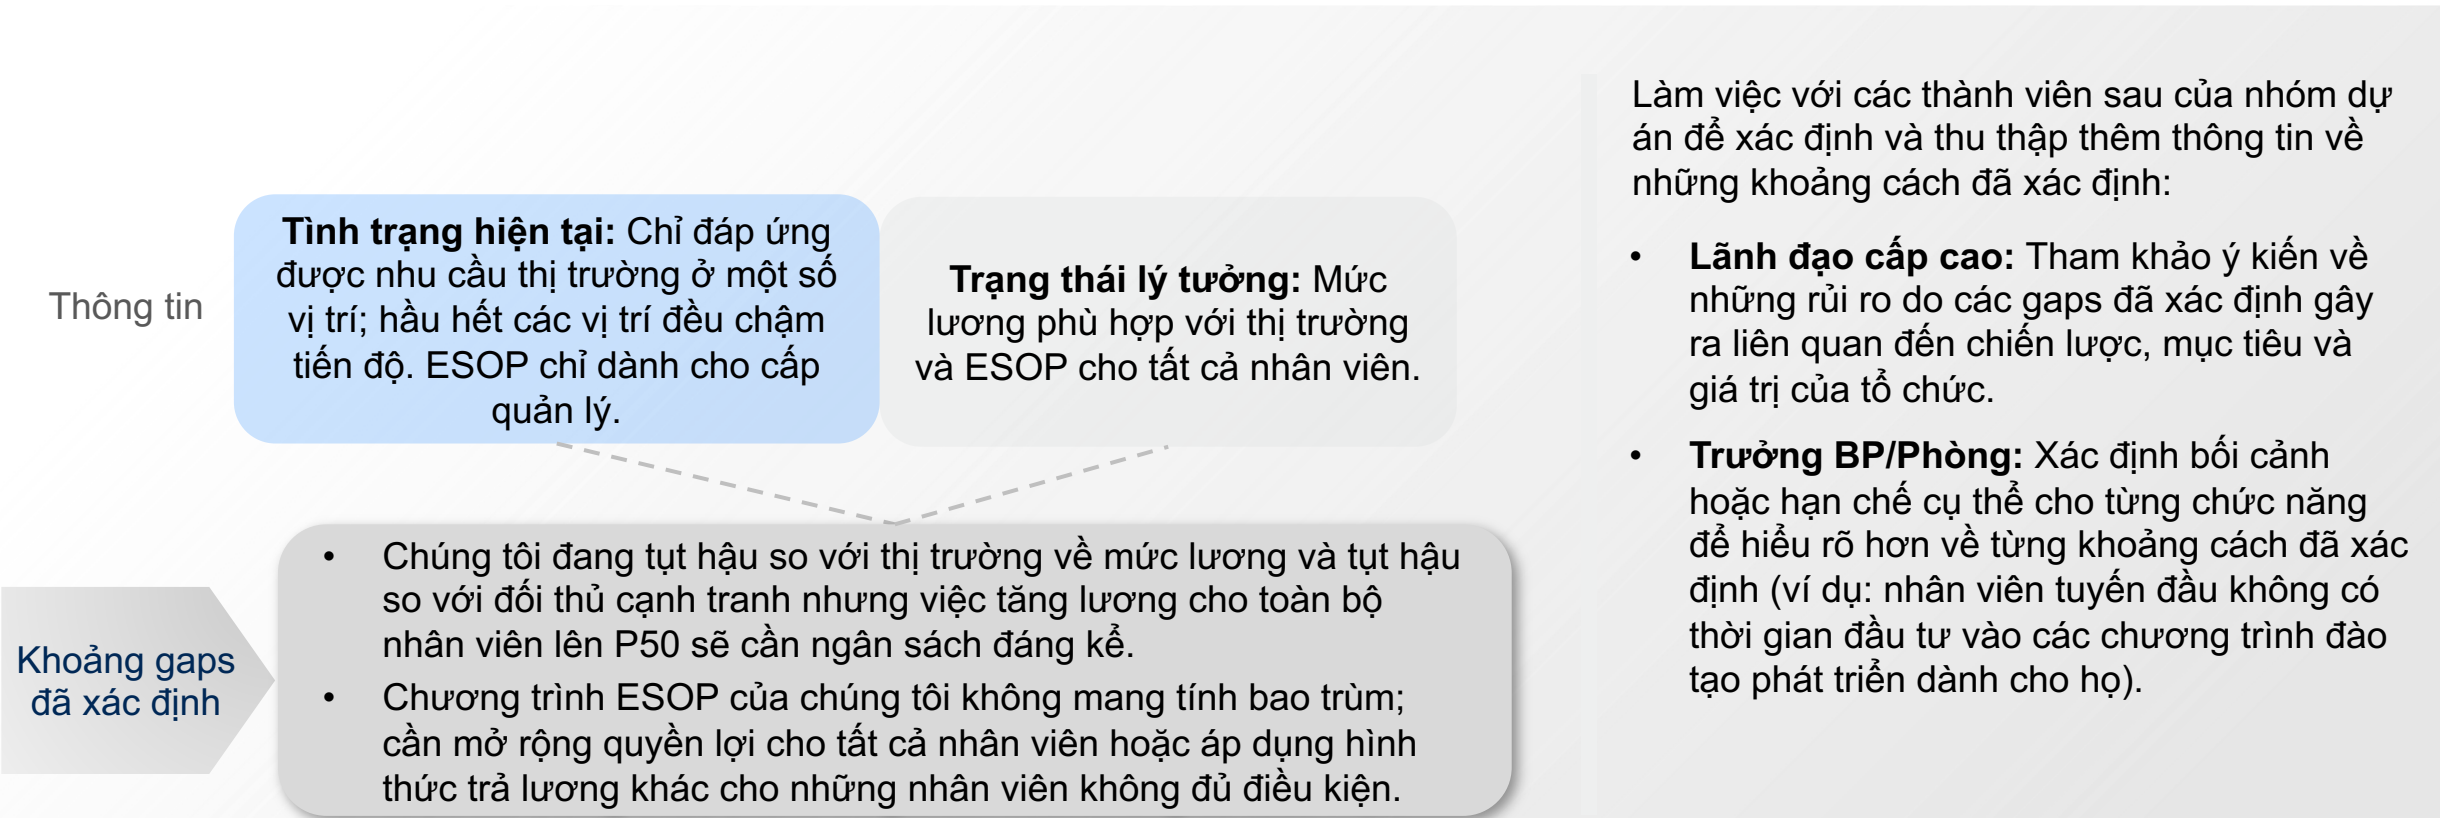 Thông tin
Tình trạng hiện tại: Chỉ đáp ứng
được nhu cầu thị trường ở một số
vị trí; hầu hết các vị trí đều chậm
tiến độ. ESOP chỉ dành cho cấp
quản lý.
Trạng thái lý tưởng: Mức
lương phù hợp với thị trường
và ESOP cho tất cả nhân viên.
Khoảng gaps
đã xác định
• Chúng tôi đang tụt hậu so với thị trường về mức lương và tụt hậu
so với đối thủ cạnh tranh nhưng việc tăng lương cho toàn bộ
nhân viên lên P50 sẽ cần ngân sách đáng kể.
• Chương trình ESOP của chúng tôi không mang tính bao trùm;
cần mở rộng quyền lợi cho tất cả nhân viên hoặc áp dụng hình
thức trả lương khác cho những nhân viên không đủ điều kiện.
Làm việc với các thành viên sau của nhóm dự
án để xác định và thu thập thêm thông tin về
những khoảng cách đã xác định:
• Lãnh đạo cấp cao: Tham khảo ý kiến về
những rủi ro do các gaps đã xác định gây
ra liên quan đến chiến lược, mục tiêu và
giá trị của tổ chức.
• Trưởng BP/Phòng: Xác định bối cảnh
hoặc hạn chế cụ thể cho từng chức năng
để hiểu rõ hơn về từng khoảng cách đã xác
định (ví dụ: nhân viên tuyến đầu không có
thời gian đầu tư vào các chương trình đào
tạo phát triển dành cho họ).